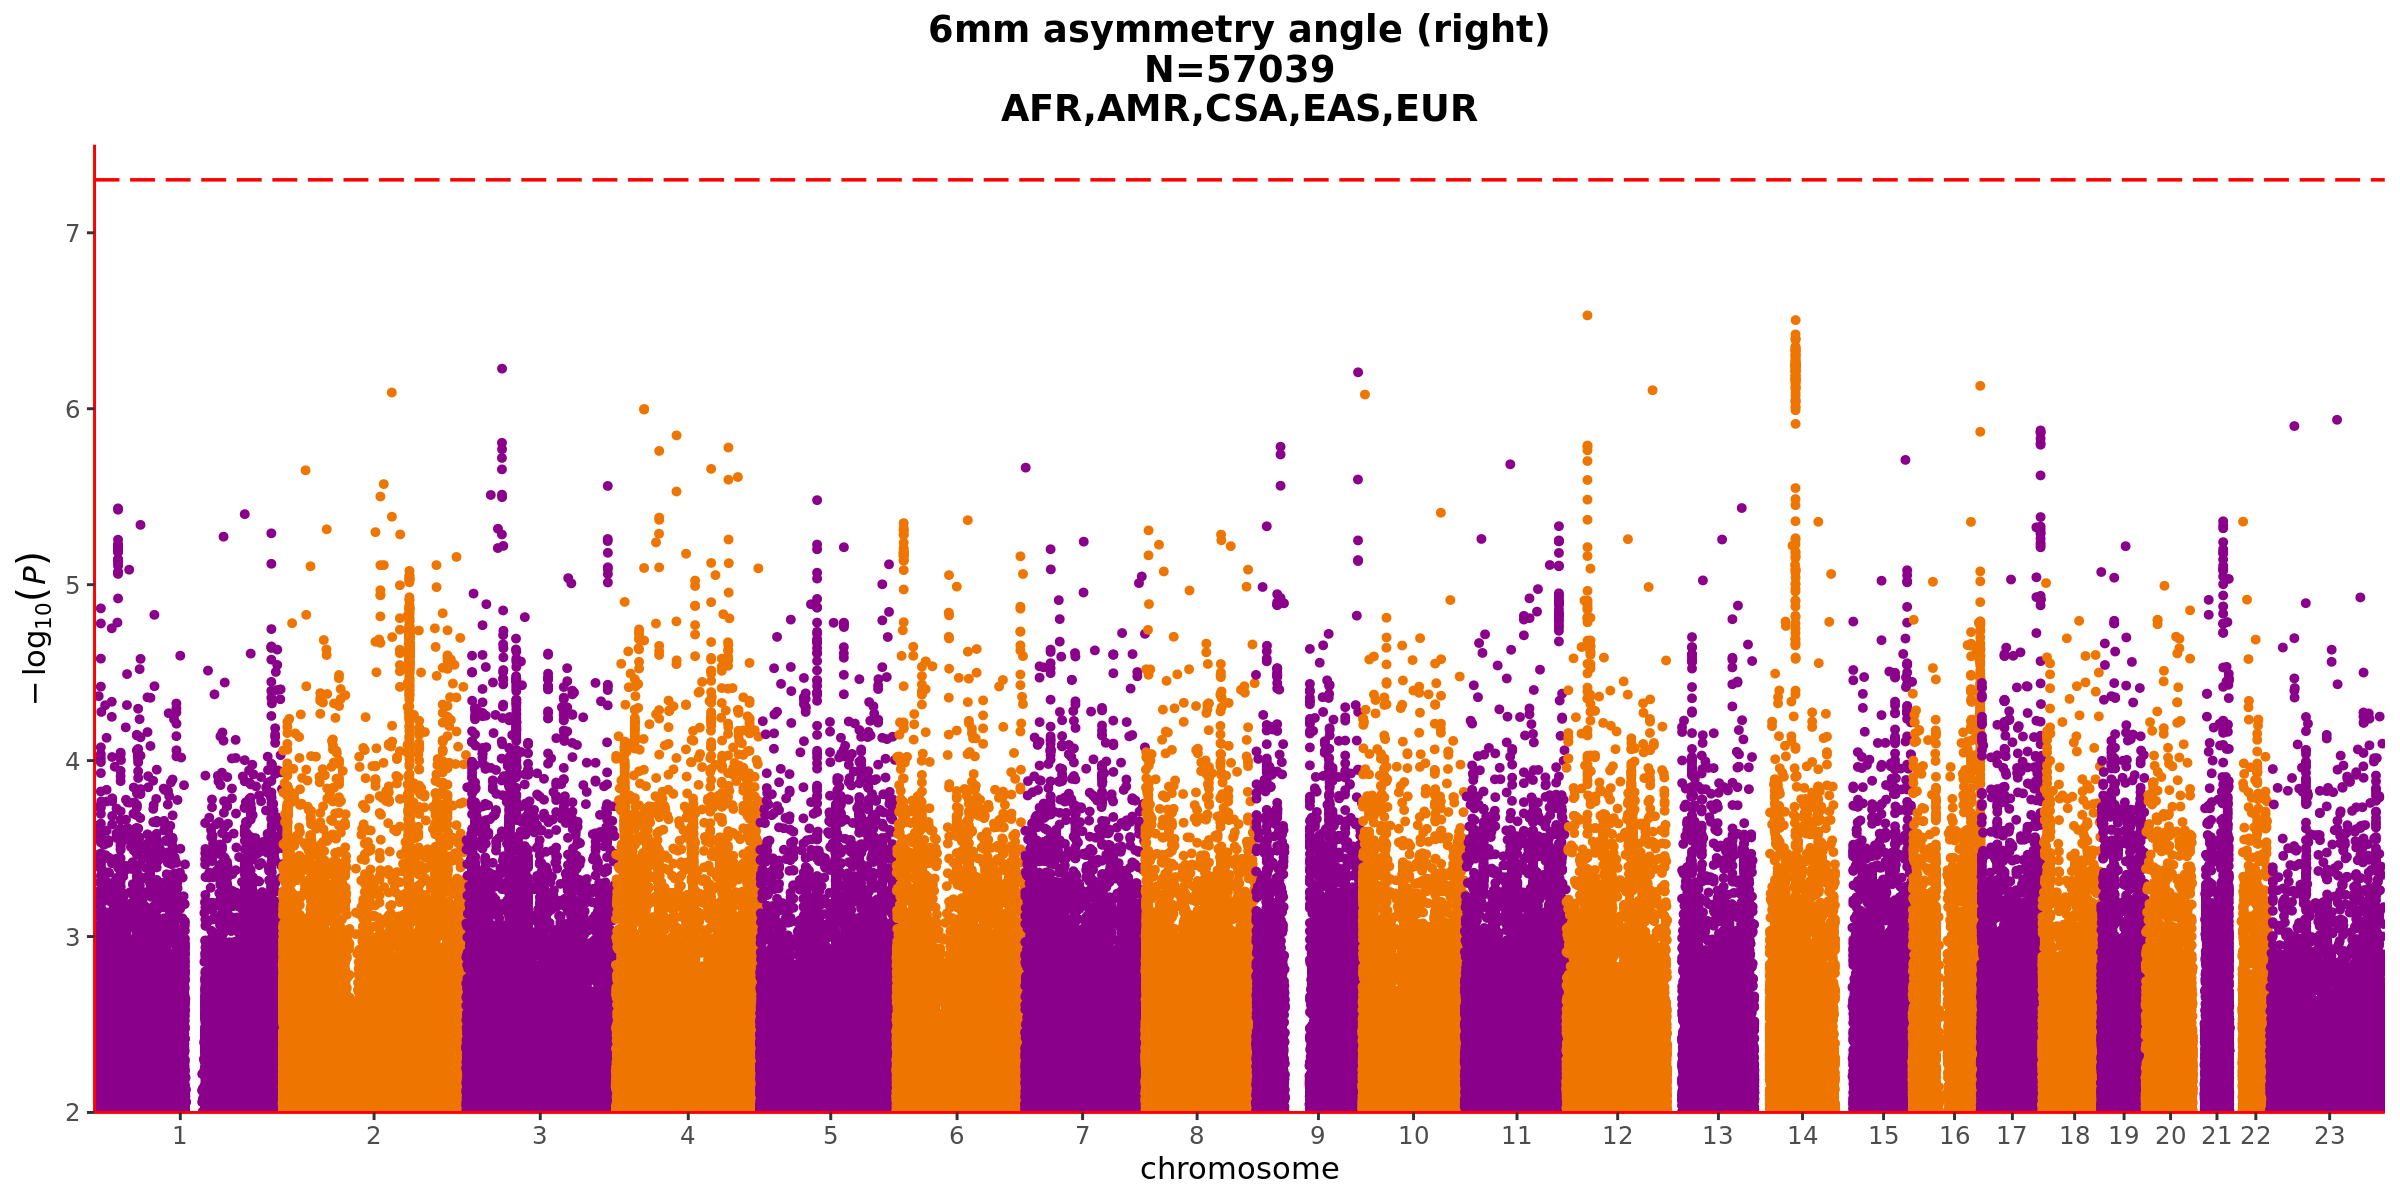 6mm asymmetry angle (right)
N=57039
AFR,AMR,CSA,EAS,EUR
−log10(P)
7
6
5
4
3
2
1 2 3 4 5 6 7 8 9 10 11 12 13 14 15 16 17 18 19 20 21 22 23
chromosome